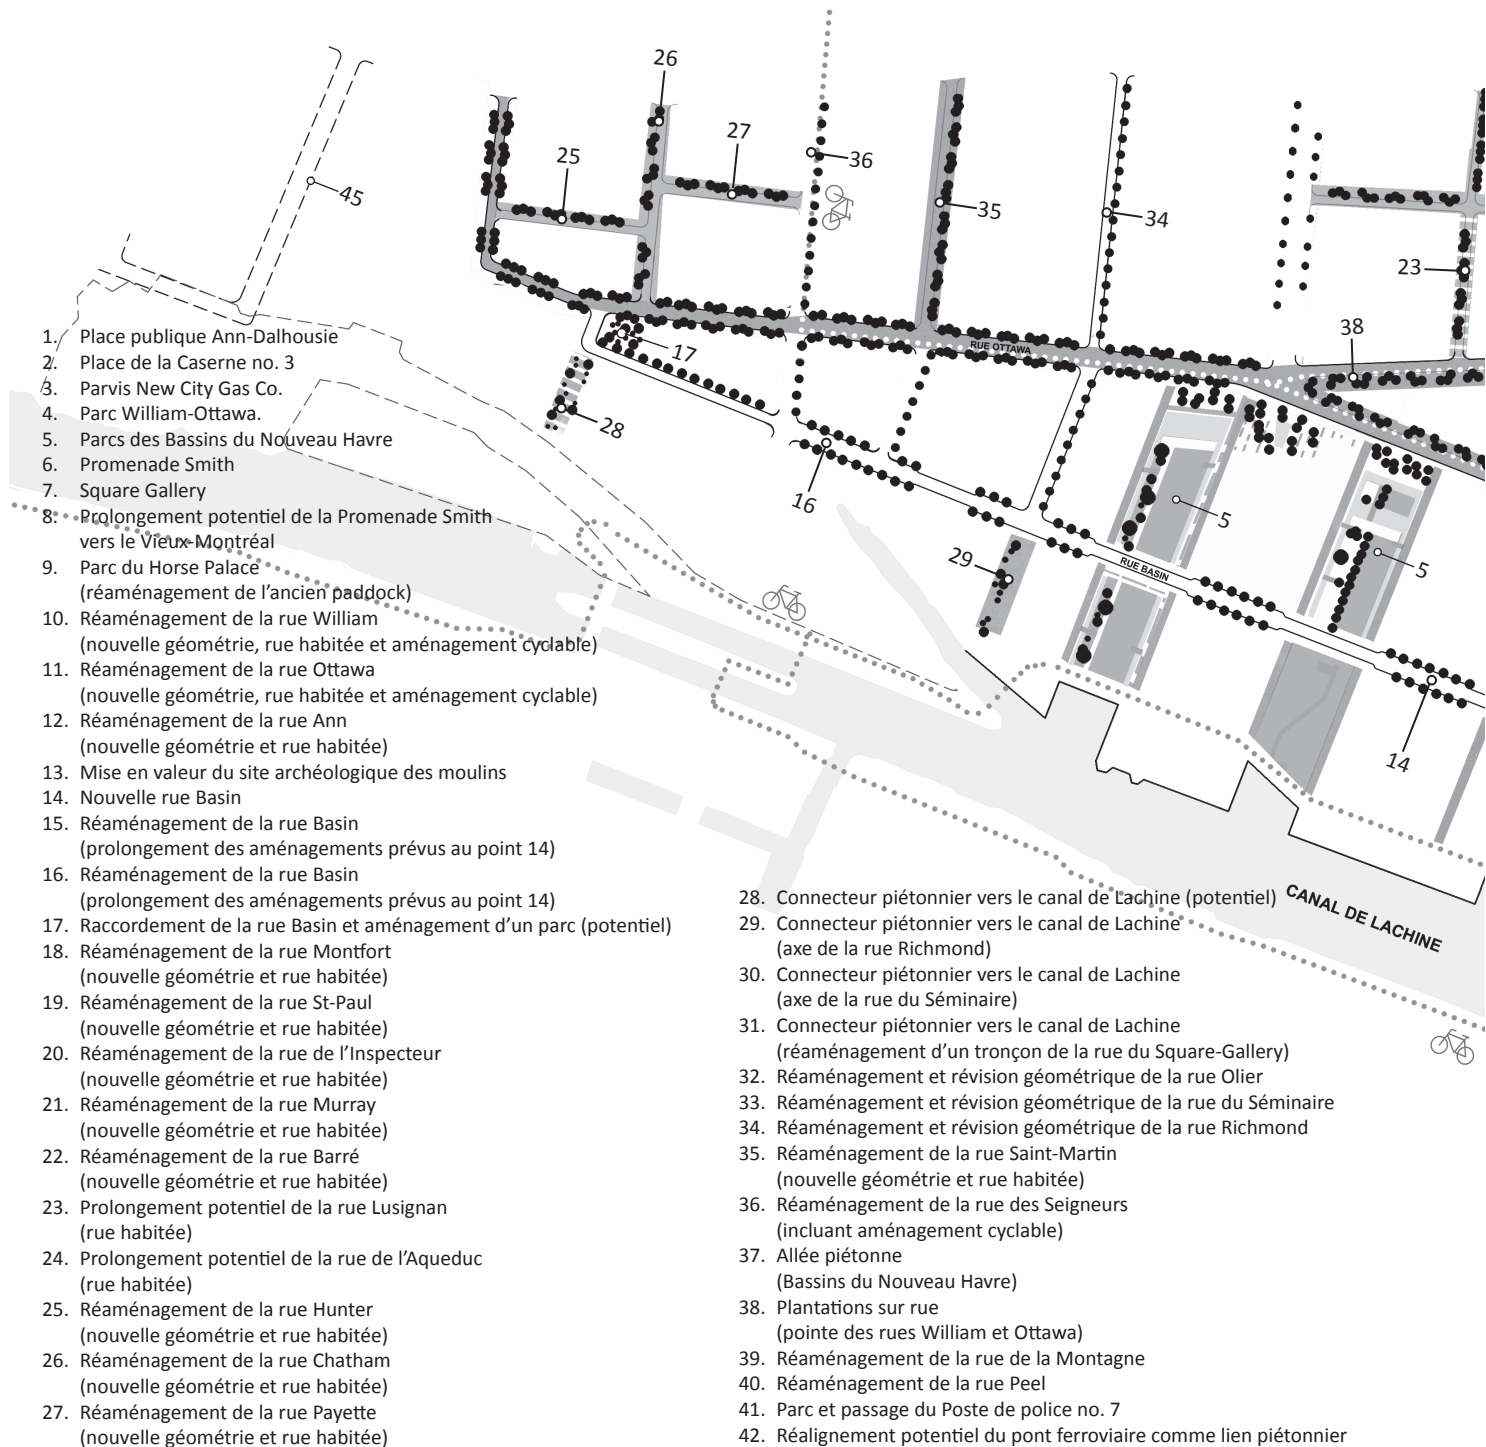 26
27
25
36
45
35
34
23
38
RUE OTTAWA
17
28
16
5
29
RUE BASIN
5
14
CANAL DE LACHINE
1. Place publique Ann-Dalhousie
2. Place de la Caserne no. 3
3. Parvis New City Gas Co.
4. Parc William-Ottawa.
5. Parcs des Bassins du Nouveau Havre
6. Promenade Smith
7. Square Gallery
8. Prolongement potentiel de la Promenade Smith
vers le Vieux-Montréal
9. Parc du Horse Palace
(réaménagement de l'ancien paddock)
10. Réaménagement de la rue William
(nouvelle géométrie, rue habitée et aménagement cyclable)
11. Réaménagement de la rue Ottawa
(nouvelle géométrie, rue habitée et aménagement cyclable)
12. Réaménagement de la rue Ann
(nouvelle géométrie et rue habitée)
13. Mise en valeur du site archéologique des moulins
14. Nouvelle rue Basin
15. Réaménagement de la rue Basin
(prolongement des aménagements prévus au point 14)
16. Réaménagement de la rue Basin
(prolongement des aménagements prévus au point 14)
17. Raccordement de la rue Basin et aménagement d'un parc (potentiel)
18. Réaménagement de la rue Montfort
(nouvelle géométrie et rue habitée)
19. Réaménagement de la rue St-Paul
(nouvelle géométrie et rue habitée)
20. Réaménagement de la rue de l'Inspecteur
(nouvelle géométrie et rue habitée)
21. Réaménagement de la rue Murray
(nouvelle géométrie et rue habitée)
22. Réaménagement de la rue Barré
(nouvelle géométrie et rue habitée)
23. Prolongement potentiel de la rue Lusignan
(rue habitée)
24. Prolongement potentiel de la rue de l'Aqueduc
(rue habitée)
25. Réaménagement de la rue Hunter
(nouvelle géométrie et rue habitée)
26. Réaménagement de la rue Chatham
(nouvelle géométrie et rue habitée)
27. Réaménagement de la rue Payette
(nouvelle géométrie et rue habitée)
28. Connecteur piétonnier vers le canal de Lachine (potentiel)
29. Connecteur piétonnier vers le canal de Lachine
(axe de la rue Richmond)
30. Connecteur piétonnier vers le canal de Lachine
(axe de la rue du Séminaire)
31. Connecteur piétonnier vers le canal de Lachine
(réaménagement d'un tronçon de la rue du Square-Gallery)
32. Réaménagement et révision géométrique de la rue Olier
33. Réaménagement et révision géométrique de la rue du Séminaire
34. Réaménagement et révision géométrique de la rue Richmond
35. Réaménagement de la rue Saint-Martin
(nouvelle géométrie et rue habitée)
36. Réaménagement de la rue des Seigneurs
(incluant aménagement cyclable)
37. Allée piétonne
(Bassins du Nouveau Havre)
38. Plantations sur rue
(pointe des rues William et Ottawa)
39. Réaménagement de la rue de la Montagne
40. Réaménagement de la rue Peel
41. Parc et passage du Poste de police no. 7
42. Réalignement potentiel du pont ferroviaire comme lien piétonnier